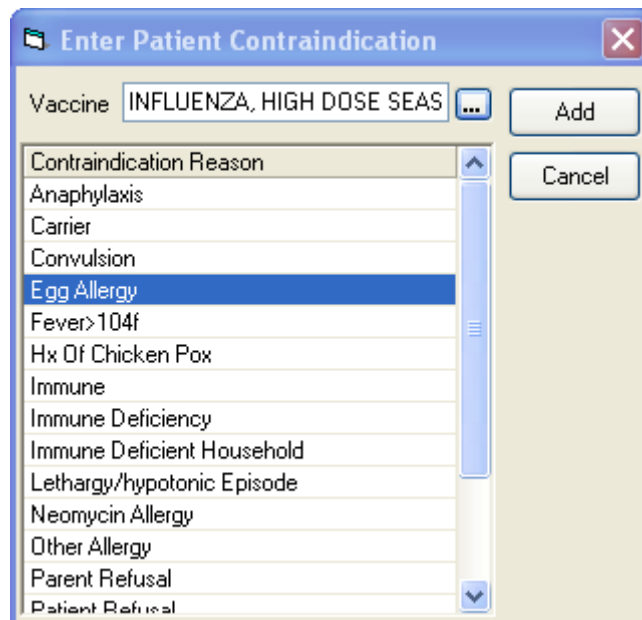 Enter Patient Contraindication
Vaccine INFLUENZA, HIGH DOSE SEAS ... Add
Contraindication Reason
Cancel
Anaphylaxis
Carrier
Convulsion
Egg Allergy
Fever>104f
Hx Of Chicken Pox
Immune
Immune Deficiency
Immune Deficient Household
Lethargy/hypotonic Episode
Neomycin Allergy
Other Allergy
Parent Refusal
Patient Refusal